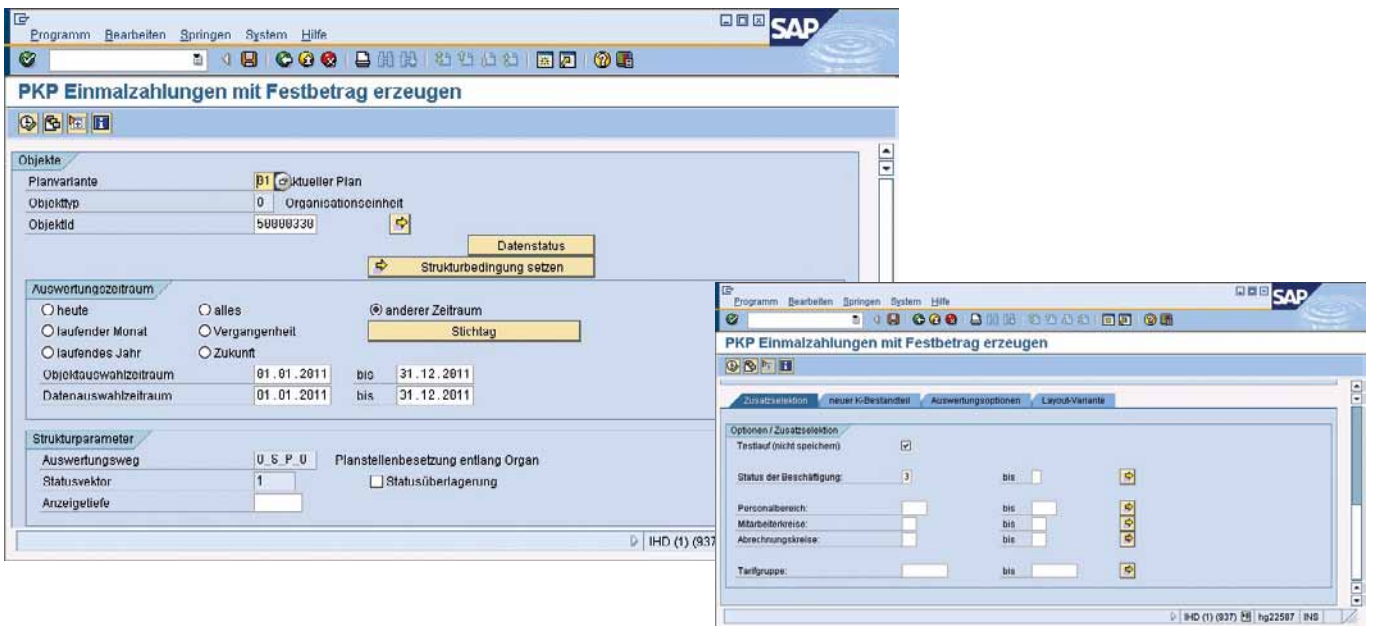 Programm Bearbeiten Springen System Hilfe
SAP
PKP Einmalzahlungen mit Festbetrag erzeugen
Objekte
Planvariante 01 ktueller Plan
Objekttyp O Organisationseinheit
ObjektId 50000330
Datenstatus
Strukturbedingung setzen
Auswertungszeitraum
heute alles anderer Zeitraum
laufender Monat Vergangenheit Stichtag
laufendes Jahr Zukunft
Objektauswahlzeitraum 01.01.2011 bis 31.12.2011
Datenauswahlzeitraum 01.01.2011 bis 31.12.2011
Strukturparameter
Auswertungsweg O_S_P_O Planstellenbesetzung entlang Organ
Statusvektor 1 Statusüberlagerung
Anzeigetiefe
IHD (1) (937
Programm Bearbeiten Springen System Hilfe
SAP
PKP Einmalzahlungen mit Festbetrag erzeugen
Zusatzselektion neuer K-Bestandteil Auswertungsoptionen Layout-Variante
Optionen / Zusatzselektion
Testlauf (nicht speichern)
Status der Beschäftigung: 3 bis
Personalbereich: bis
Mitarbeiterkreise: bis
Abrechnungskreise: bis
Tarifgruppe: bis
IHD (1) (937) hg22587 INS